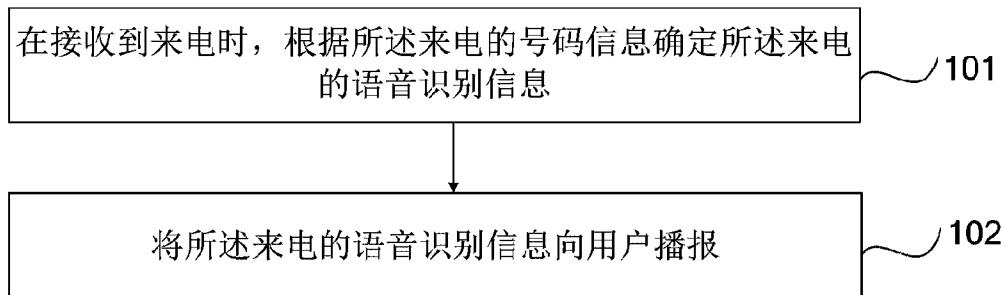 在接收到来电时，根据所述来电的号码信息确定所述来电
的语音识别信息
101
将所述来电的语音识别信息向用户播报
102